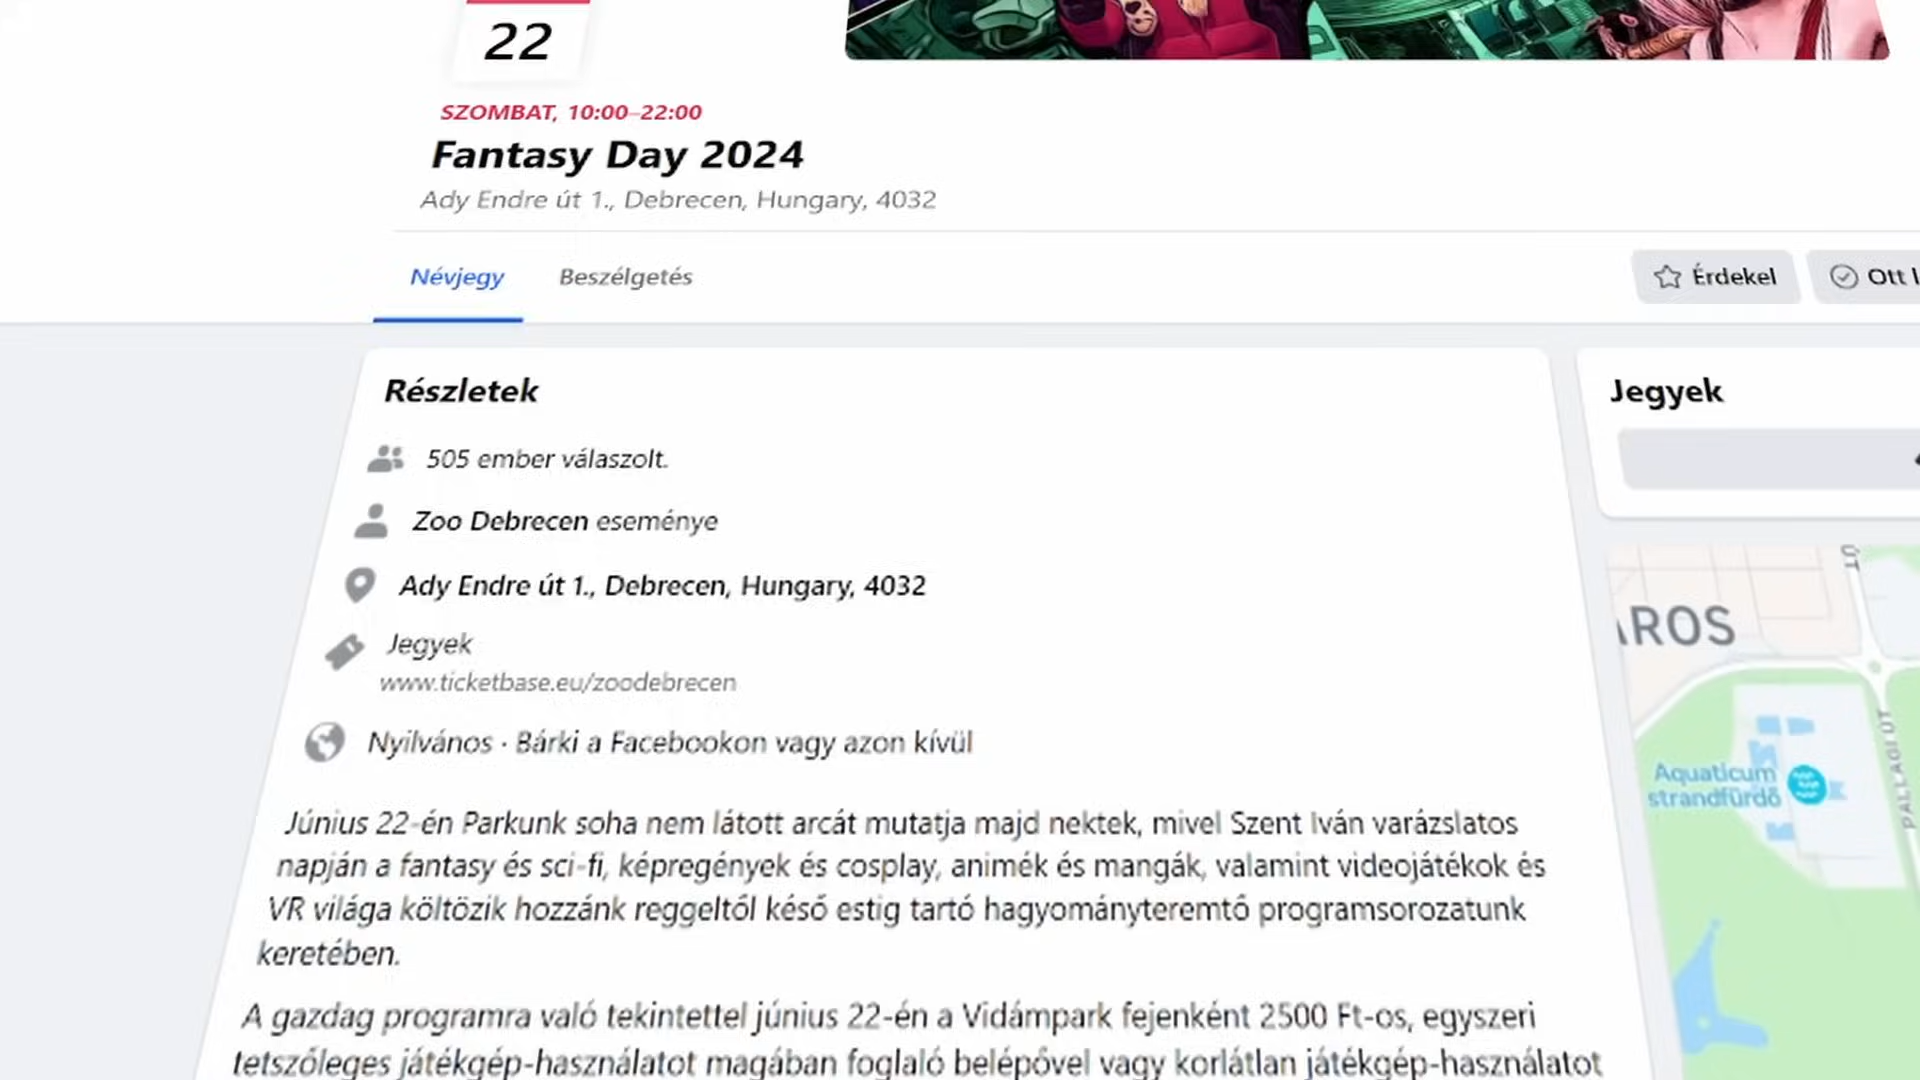 22
SZOMBAT, 10:00–22:00
Fantasy Day 2024
Ady Endre út 1., Debrecen, Hungary, 4032
Névjegy
Beszélgetés
Érdekel
Ott
Részletek
505 ember válaszolt.
Zoo Debrecen eseménye
Ady Endre út 1., Debrecen, Hungary, 4032
Jegyek
www.ticketbase.eu/zoodebrecen
Nyilvános · Bárki a Facebookon vagy azon kívül
Június 22-én Parkunk soha nem látott arcát mutatja majd nektek, mivel Szent Iván varázslatos
napján a fantasy és sci-fi, képregények és cosplay, animék és mangák, valamint videojátékok és
VR világa költözik hozzánk reggeltől késő estig tartó hagyományteremtő programsorozatunk
keretében.
A gazdag programra való tekintettel június 22-én a Vidámpark fejenként 2500 Ft-os, egyszeri
tetszőleges játékgép-használatot magában foglaló belépővel vagy korlátlan játékgép-használatot
Jegyek
ÚT
ROS
PALLAGI ÚT
Aquaticum
strandfürdő